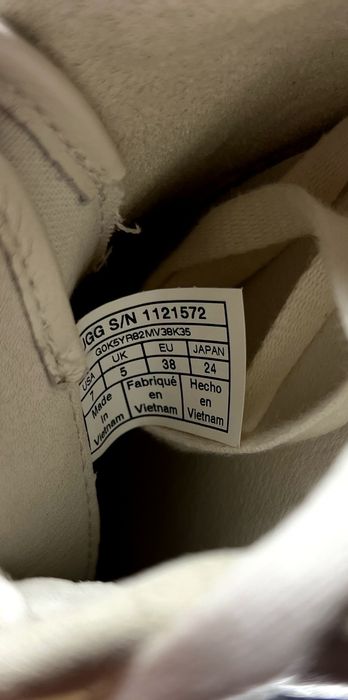 UGG S/N 1121572
G0K5YR82MV38K35
USA UK EU JAPAN
7 5 38 24
Made in Vietnam
Fabriqué en Vietnam
Hecho en Vietnam